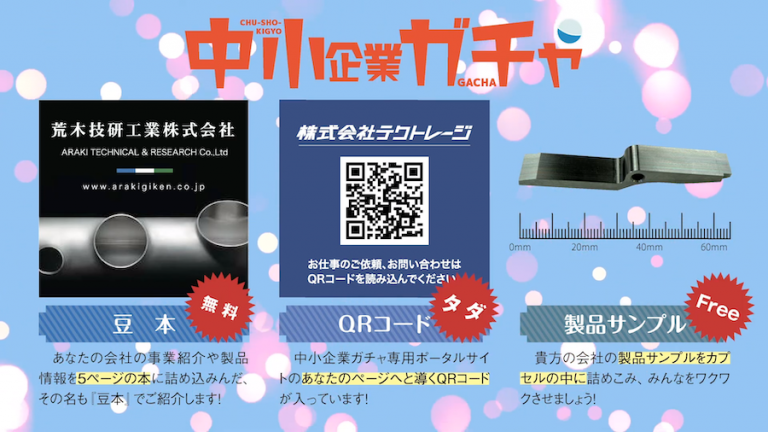 CHU-SHO-
KIGYO
中小企業ガチャ
GACHA
荒木技研工業株式会社
ARAKI TECHNICAL & RESEARCH Co.,Ltd
www.arakigiken.co.jp
無料
豆本
あなたの会社の事業紹介や製品
情報を5ページの本に詰め込みんだ、
その名も『豆本』でご紹介します!
株式会社テクトレージ
お仕事のご依頼、お問い合わせは
QRコードを読み込んでください。
タダ
QRコード
中小企業ガチャ専用ポータルサイ
トのあなたのページへと導くQRコード
が入っています!
0mm 20mm 40mm 60mm
Free
製品サンプル
貴方の会社の製品サンプルをカプ
セルの中に詰めこみ、みんなをワクワ
クさせましょう!